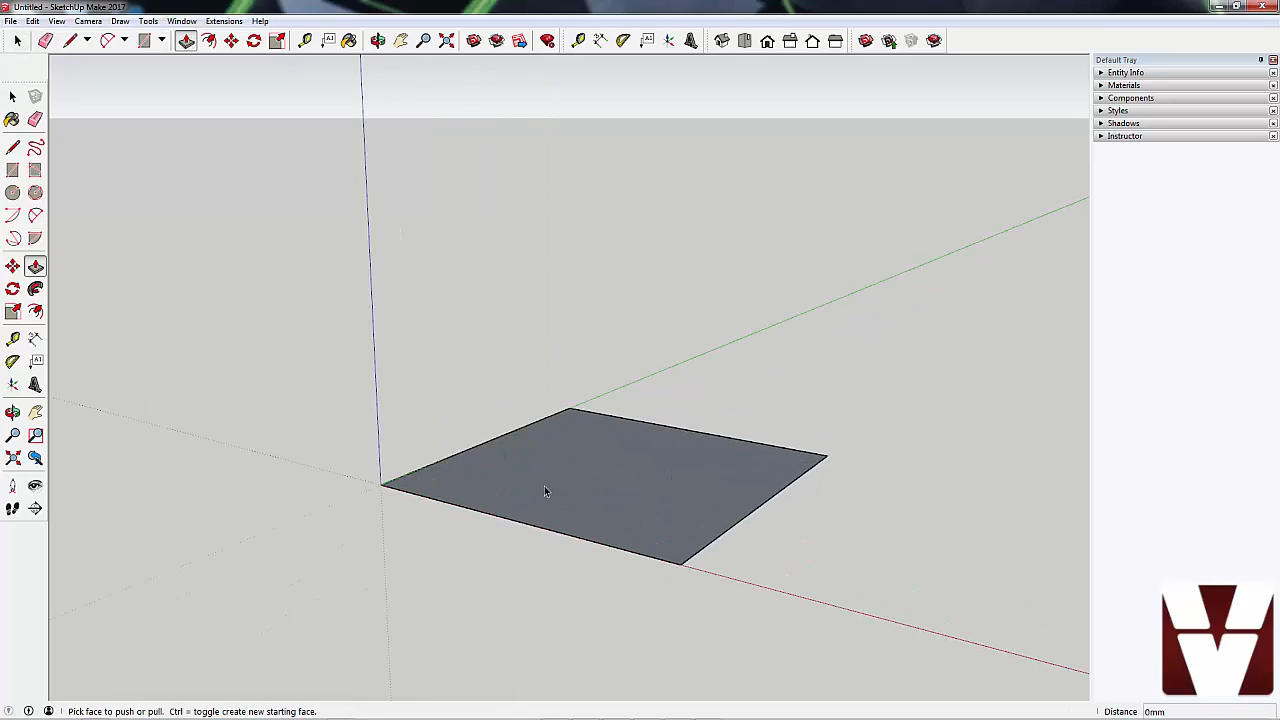 Untitled - SketchUp Make 2017
File Edit View Camera Draw Tools Window Extensions Help
Default Tray
Entity Info
Materials
Components
Styles
Shadows
Instructor
Pick face to push or pull. Ctrl = toggle create new starting face.
Distance 0mm